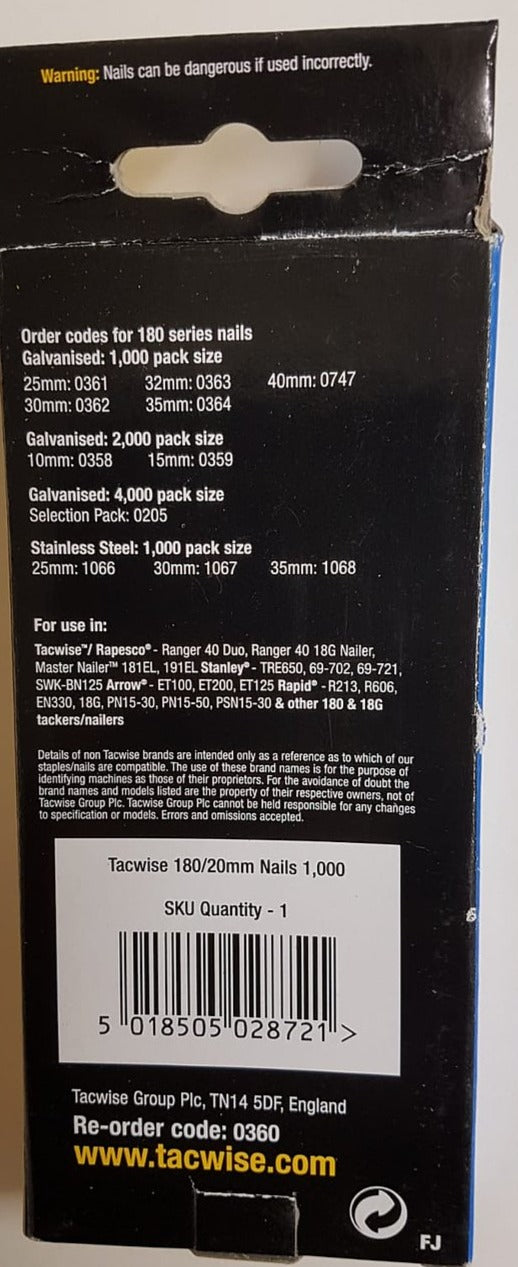 Warning: Nails can be dangerous if used incorrectly.
Order codes for 180 series nails
Galvanised: 1,000 pack size
25mm: 0361 32mm: 0363 40mm: 0747
30mm: 0362 35mm: 0364
Galvanised: 2,000 pack size
10mm: 0358 15mm: 0359
Galvanised: 4,000 pack size
Selection Pack: 0205
Stainless Steel: 1,000 pack size
25mm: 1066 30mm: 1067 35mm: 1068
For use in:
Tacwise™/ Rapesco® - Ranger 40 Duo, Ranger 40 18G Nailer,
Master Nailer™ 181EL, 191EL Stanley® - TRE650, 69-702, 69-721,
SWK-BN125 Arrow® - ET100, ET200, ET125 Rapid® - R213, R606,
EN330, 18G, PN15-30, PN15-50, PSN15-30 & other 180 & 18G
tackers/nailers
Details of non Tacwise brands are intended only as a reference as to which of our
staples/nails are compatible. The use of these brand names is for the purpose of
identifying machines as those of their proprietors. For the avoidance of doubt the
brand names and models listed are the property of their respective owners, not of
Tacwise Group Plc. Tacwise Group Plc cannot be held responsible for any changes
to specification or models. Errors and omissions accepted.
Tacwise 180/20mm Nails 1,000
SKU Quantity - 1
5 018505 028721 >
Tacwise Group Plc, TN14 5DF, England
Re-order code: 0360
www.tacwise.com
FJ